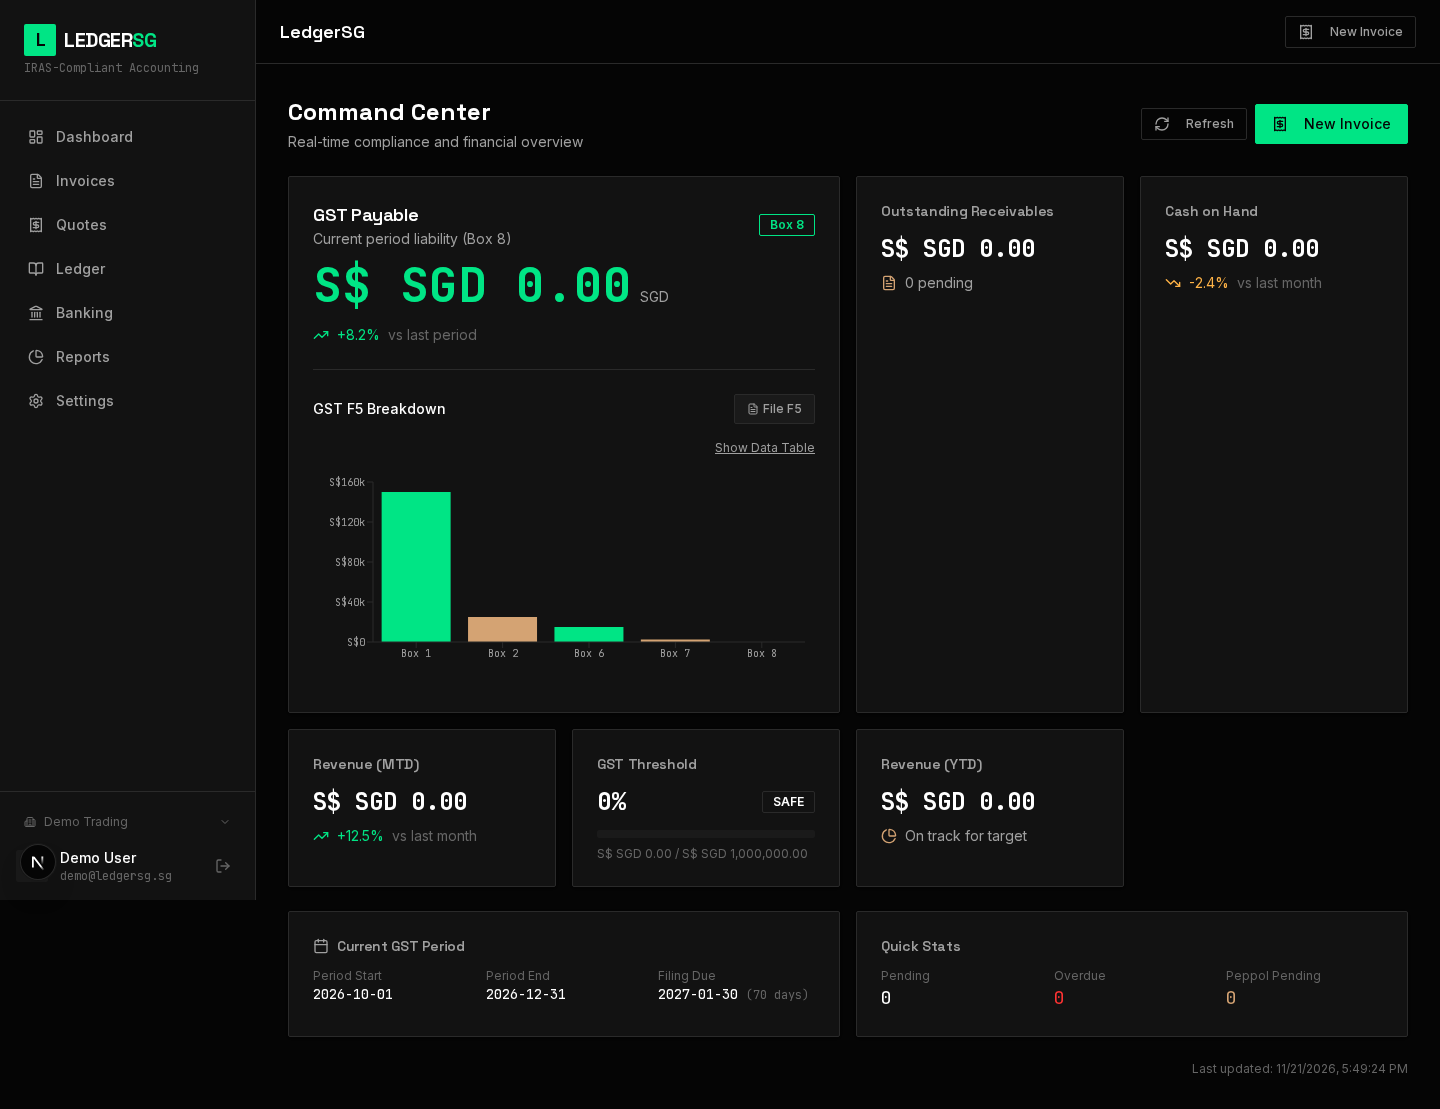 L LEDGERSG
IRAS-Compliant Accounting
Dashboard
Invoices
Quotes
Ledger
Banking
Reports
Settings
Demo Trading
N
Demo User
demo@ledgersg.sg
LedgerSG
New Invoice
Command Center
Real-time compliance and financial overview
Refresh
New Invoice
GST Payable
Current period liability (Box 8)
Box 8
S$ SGD 0.00 SGD
+8.2% vs last period
GST F5 Breakdown
File F5
Show Data Table
S$160k
S$120k
S$80k
S$40k
S$0
Box 1 Box 2 Box 6 Box 7 Box 8
Outstanding Receivables
S$ SGD 0.00
0 pending
Cash on Hand
S$ SGD 0.00
-2.4% vs last month
Revenue (MTD)
S$ SGD 0.00
+12.5% vs last month
GST Threshold
0% SAFE
S$ SGD 0.00 / S$ SGD 1,000,000.00
Revenue (YTD)
S$ SGD 0.00
On track for target
Current GST Period
Period Start Period End Filing Due
2026-10-01 2026-12-31 2027-01-30 (70 days)
Quick Stats
Pending Overdue Peppol Pending
0 0 0
Last updated: 11/21/2026, 5:49:24 PM